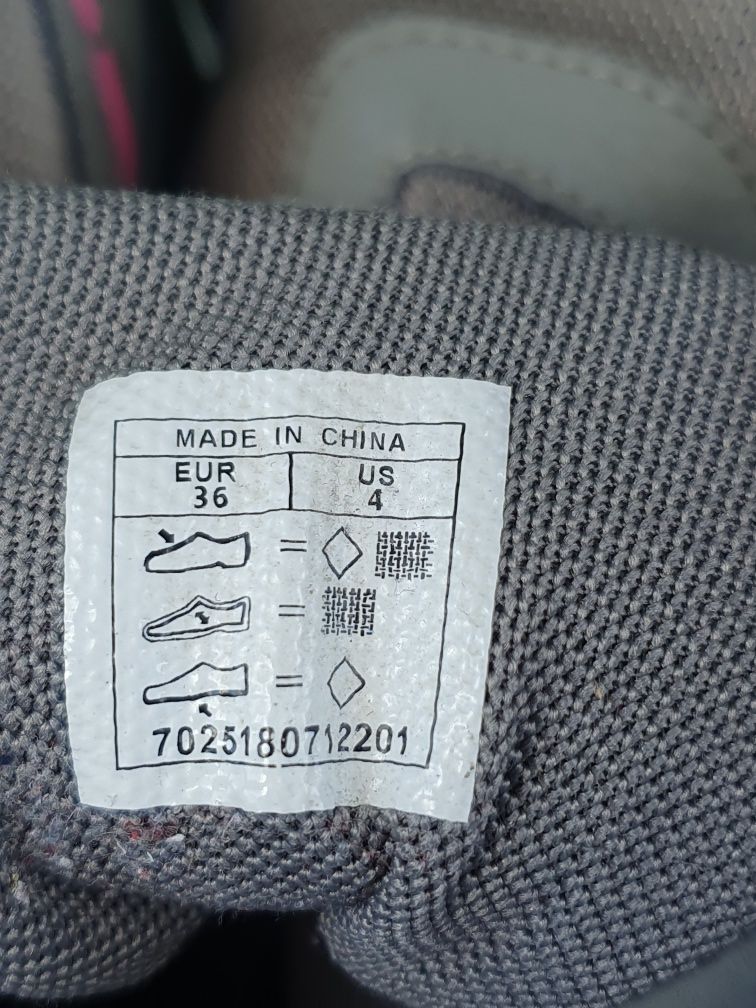 MADE IN CHINA
EUR US
36 4
= 
=
=
7025180712201